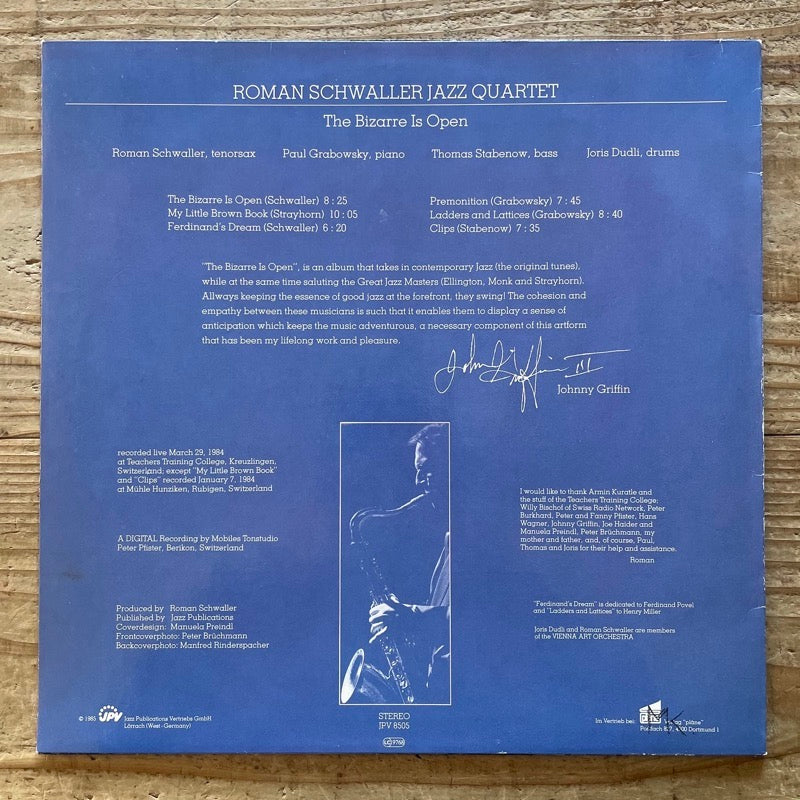 ROMAN SCHWALLER JAZZ QUARTET
The Bizarre Is Open
Roman Schwaller, tenorsax Paul Grabowsky, piano Thomas Stabenow, bass Joris Dudli, drums
The Bizarre Is Open (Schwaller) 8 : 25
My Little Brown Book (Strayhorn) 10 : 05
Ferdinand's Dream (Schwaller) 6 : 20
Premonition (Grabowsky) 7 : 45
Ladders and Lattices (Grabowsky) 8 : 40
Clips (Stabenow) 7 : 35
"The Bizarre Is Open", is an album that takes in contemporary Jazz (the original tunes),
while at the same time saluting the Great Jazz Masters (Ellington, Monk and Strayhorn).
Allways keeping the essence of good jazz at the forefront, they swing! The cohesion and
empathy between these musicians is such that it enables them to display a sense of
anticipation which keeps the music adventurous, a necessary component of this artform
that has been my lifelong work and pleasure.
John Griffin III
Johnny Griffin
recorded live March 29, 1984
at Teachers Training College, Kreuzlingen,
Switzerland; except "My Little Brown Book"
and "Clips" recorded January 7, 1984
at Mühle Hunziken, Rubigen, Switzerland
A DIGITAL Recording by Mobiles Tonstudio
Peter Pfister, Berikon, Switzerland
Produced by Roman Schwaller
Published by Jazz Publications
Coverdesign: Manuela Preindl
Frontcoverphoto: Peter Brüchmann
Backcoverphoto: Manfred Rinderspacher
I would like to thank Armin Kuratle and
the stuff of the Teachers Training College;
Willy Bischof of Swiss Radio Network, Peter
Burkhard, Peter and Fanny Pfister, Hans
Wagner, Johnny Griffin, Joe Haider and
Manuela Preindl, Peter Brüchmann, my
mother and father, and, of course, Paul,
Thomas and Joris for their help and assistance.
Roman
"Ferdinand's Dream" is dedicated to Ferdinand Povel
and "Ladders and Lattices" to Henry Miller
Joris Dudli and Roman Schwaller are members
of the VIENNA ART ORCHESTRA
© 1985 JPV Jazz Publications Vertriebs GmbH
Lörrach (West-Germany)
STEREO
JPV 8505
LC 9768
Im Vertrieb bei: "pläne"
4600 Dortmund 1